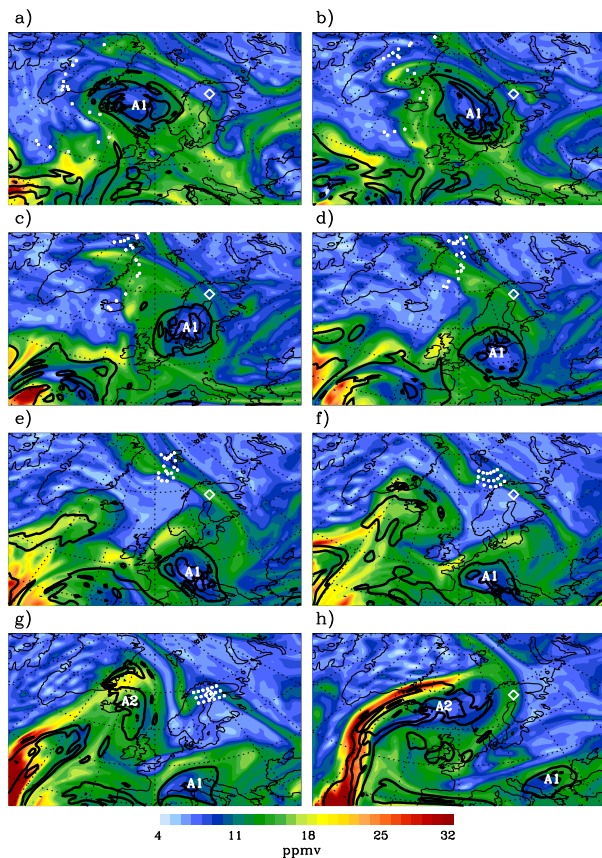 a) b)
A1 A1
c) d)
A1 A1
e) f)
A1 A1
g) h)
A2 A2
A1 A1
4 11 18 25 32
ppmv